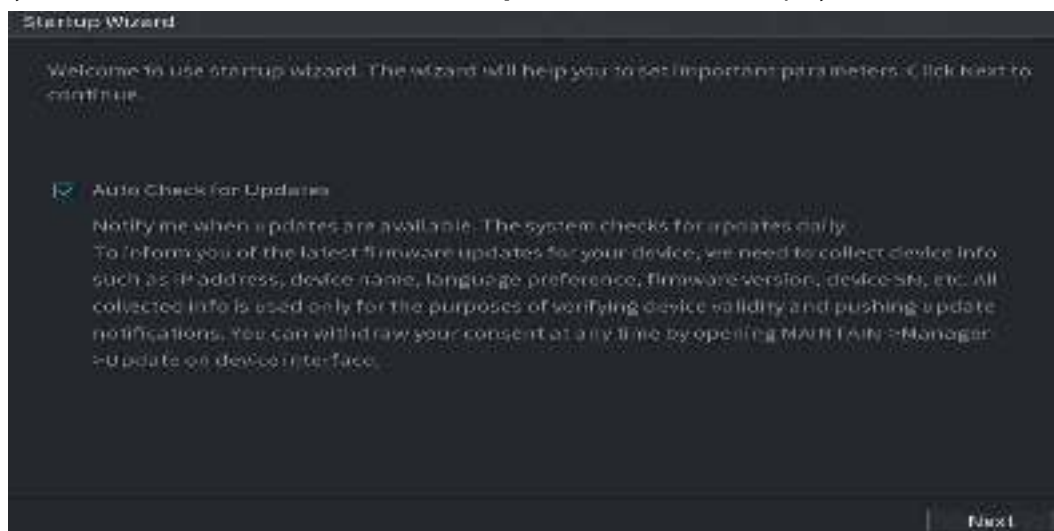 Startup Wizard
Welcome to use startup wizard. The wizard will help you to set important parameters. Click Next to
continue.
Auto Check for Updates
Notify me when updates are available. The system checks for updates daily.
To inform you of the latest firmware updates for your device, we need to collect device info
such as IP address, device name, language preference, firmware version, device SN, etc. All
collected info is used only for the purposes of verifying device validity and pushing update
notifications. You can withdraw your consent at any time by opening MAINTAIN->Manager-
>Update on device interface.
Next